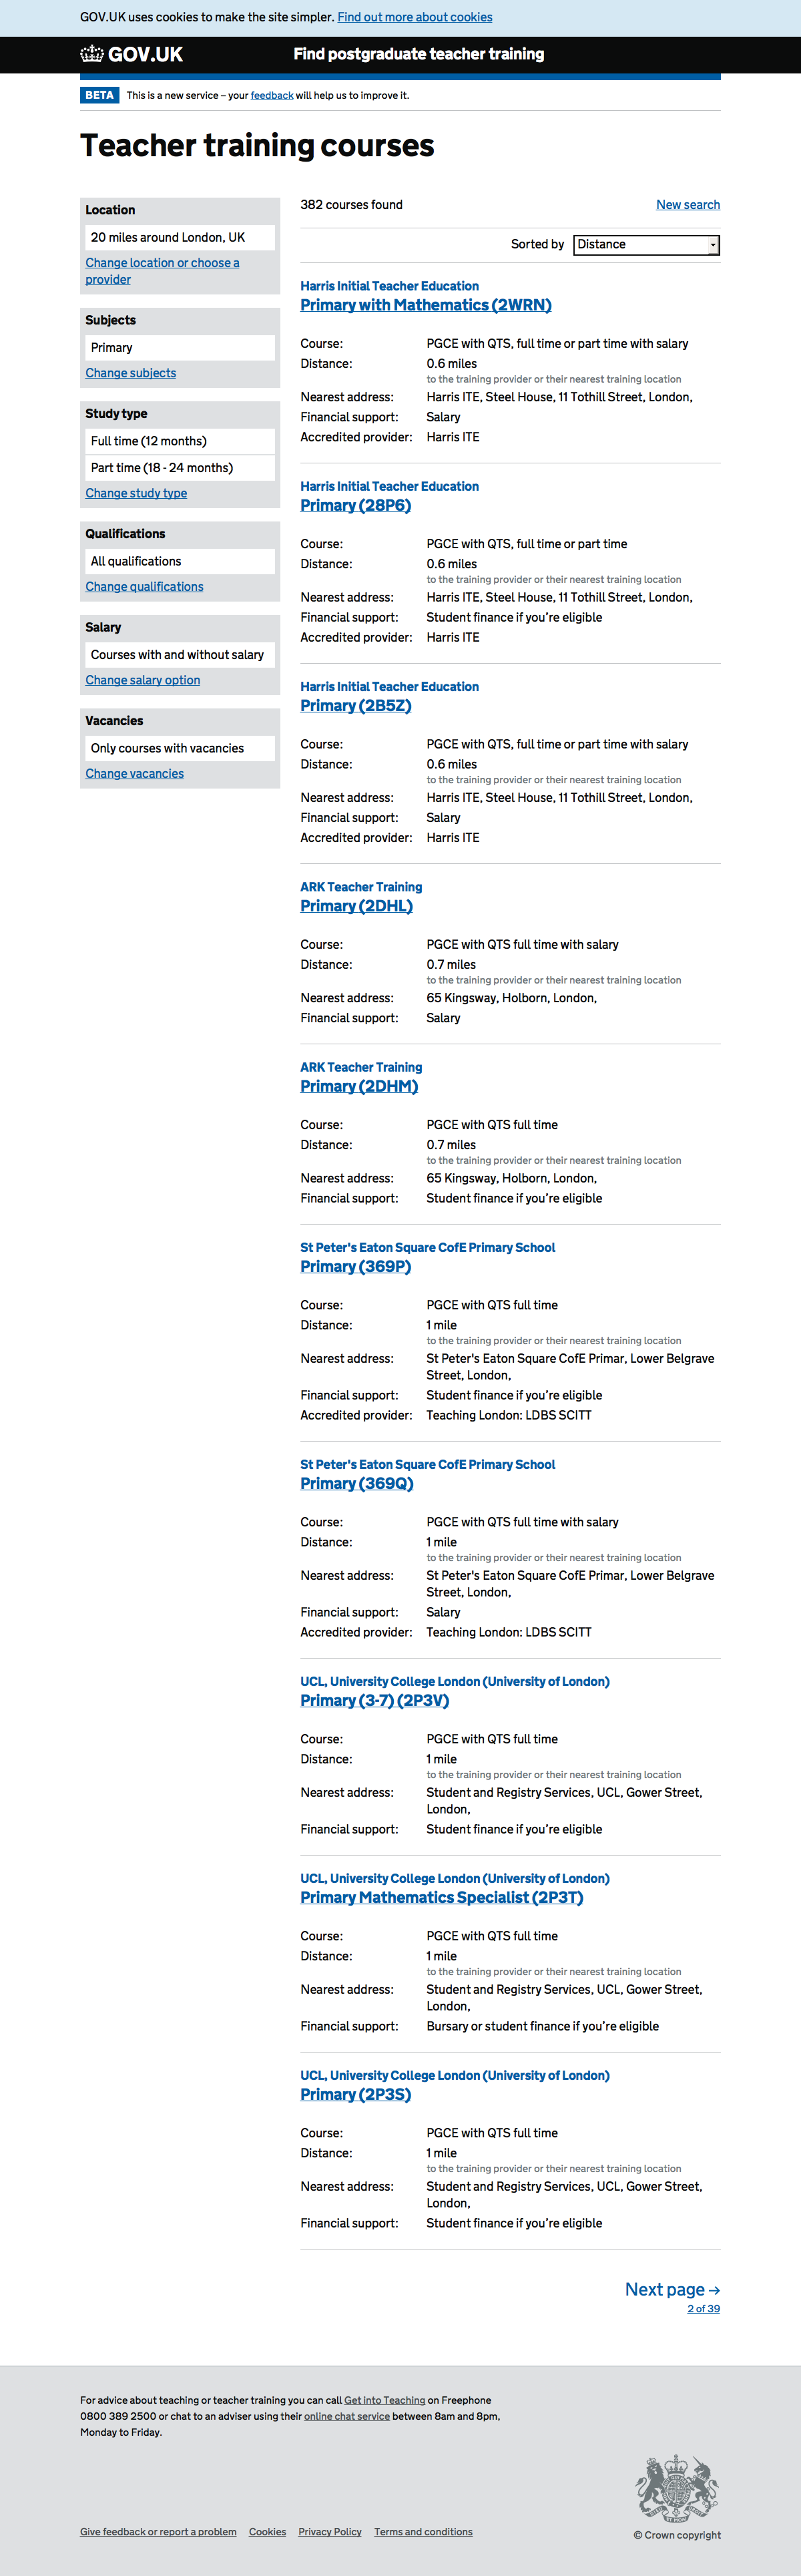 GOV.UK uses cookies to make the site simpler. Find out more about cookies
GOV.UK
Find postgraduate teacher training
BETA This is a new service – your feedback will help us to improve it.
Teacher training courses
Location
20 miles around London, UK
Change location or choose a
provider
Subjects
Primary
Change subjects
Study type
Full time (12 months)
Part time (18 - 24 months)
Change study type
Qualifications
All qualifications
Change qualifications
Salary
Courses with and without salary
Change salary option
Vacancies
Only courses with vacancies
Change vacancies
382 courses found New search
Sorted by Distance
Harris Initial Teacher Education
Primary with Mathematics (2WRN)
Course: PGCE with QTS, full time or part time with salary
Distance: 0.6 miles
to the training provider or their nearest training location
Nearest address: Harris ITE, Steel House, 11 Tothill Street, London,
Financial support: Salary
Accredited provider: Harris ITE
Harris Initial Teacher Education
Primary (28P6)
Course: PGCE with QTS, full time or part time
Distance: 0.6 miles
to the training provider or their nearest training location
Nearest address: Harris ITE, Steel House, 11 Tothill Street, London,
Financial support: Student finance if you’re eligible
Accredited provider: Harris ITE
Harris Initial Teacher Education
Primary (2B5Z)
Course: PGCE with QTS, full time or part time with salary
Distance: 0.6 miles
to the training provider or their nearest training location
Nearest address: Harris ITE, Steel House, 11 Tothill Street, London,
Financial support: Salary
Accredited provider: Harris ITE
ARK Teacher Training
Primary (2DHL)
Course: PGCE with QTS full time with salary
Distance: 0.7 miles
to the training provider or their nearest training location
Nearest address: 65 Kingsway, Holborn, London,
Financial support: Salary
ARK Teacher Training
Primary (2DHM)
Course: PGCE with QTS full time
Distance: 0.7 miles
to the training provider or their nearest training location
Nearest address: 65 Kingsway, Holborn, London,
Financial support: Student finance if you’re eligible
St Peter's Eaton Square CofE Primary School
Primary (369P)
Course: PGCE with QTS full time
Distance: 1 mile
to the training provider or their nearest training location
Nearest address: St Peter's Eaton Square CofE Primar, Lower Belgrave
Street, London,
Financial support: Student finance if you’re eligible
Accredited provider: Teaching London: LDBS SCITT
St Peter's Eaton Square CofE Primary School
Primary (369Q)
Course: PGCE with QTS full time with salary
Distance: 1 mile
to the training provider or their nearest training location
Nearest address: St Peter's Eaton Square CofE Primar, Lower Belgrave
Street, London,
Financial support: Salary
Accredited provider: Teaching London: LDBS SCITT
UCL, University College London (University of London)
Primary (3-7) (2P3V)
Course: PGCE with QTS full time
Distance: 1 mile
to the training provider or their nearest training location
Nearest address: Student and Registry Services, UCL, Gower Street,
London,
Financial support: Student finance if you’re eligible
UCL, University College London (University of London)
Primary Mathematics Specialist (2P3T)
Course: PGCE with QTS full time
Distance: 1 mile
to the training provider or their nearest training location
Nearest address: Student and Registry Services, UCL, Gower Street,
London,
Financial support: Bursary or student finance if you’re eligible
UCL, University College London (University of London)
Primary (2P3S)
Course: PGCE with QTS full time
Distance: 1 mile
to the training provider or their nearest training location
Nearest address: Student and Registry Services, UCL, Gower Street,
London,
Financial support: Student finance if you’re eligible
Next page →
2 of 39
For advice about teaching or teacher training you can call Get into Teaching on Freephone
0800 389 2500 or chat to an adviser using their online chat service between 8am and 8pm,
Monday to Friday.
Give feedback or report a problem Cookies Privacy Policy Terms and conditions
© Crown copyright